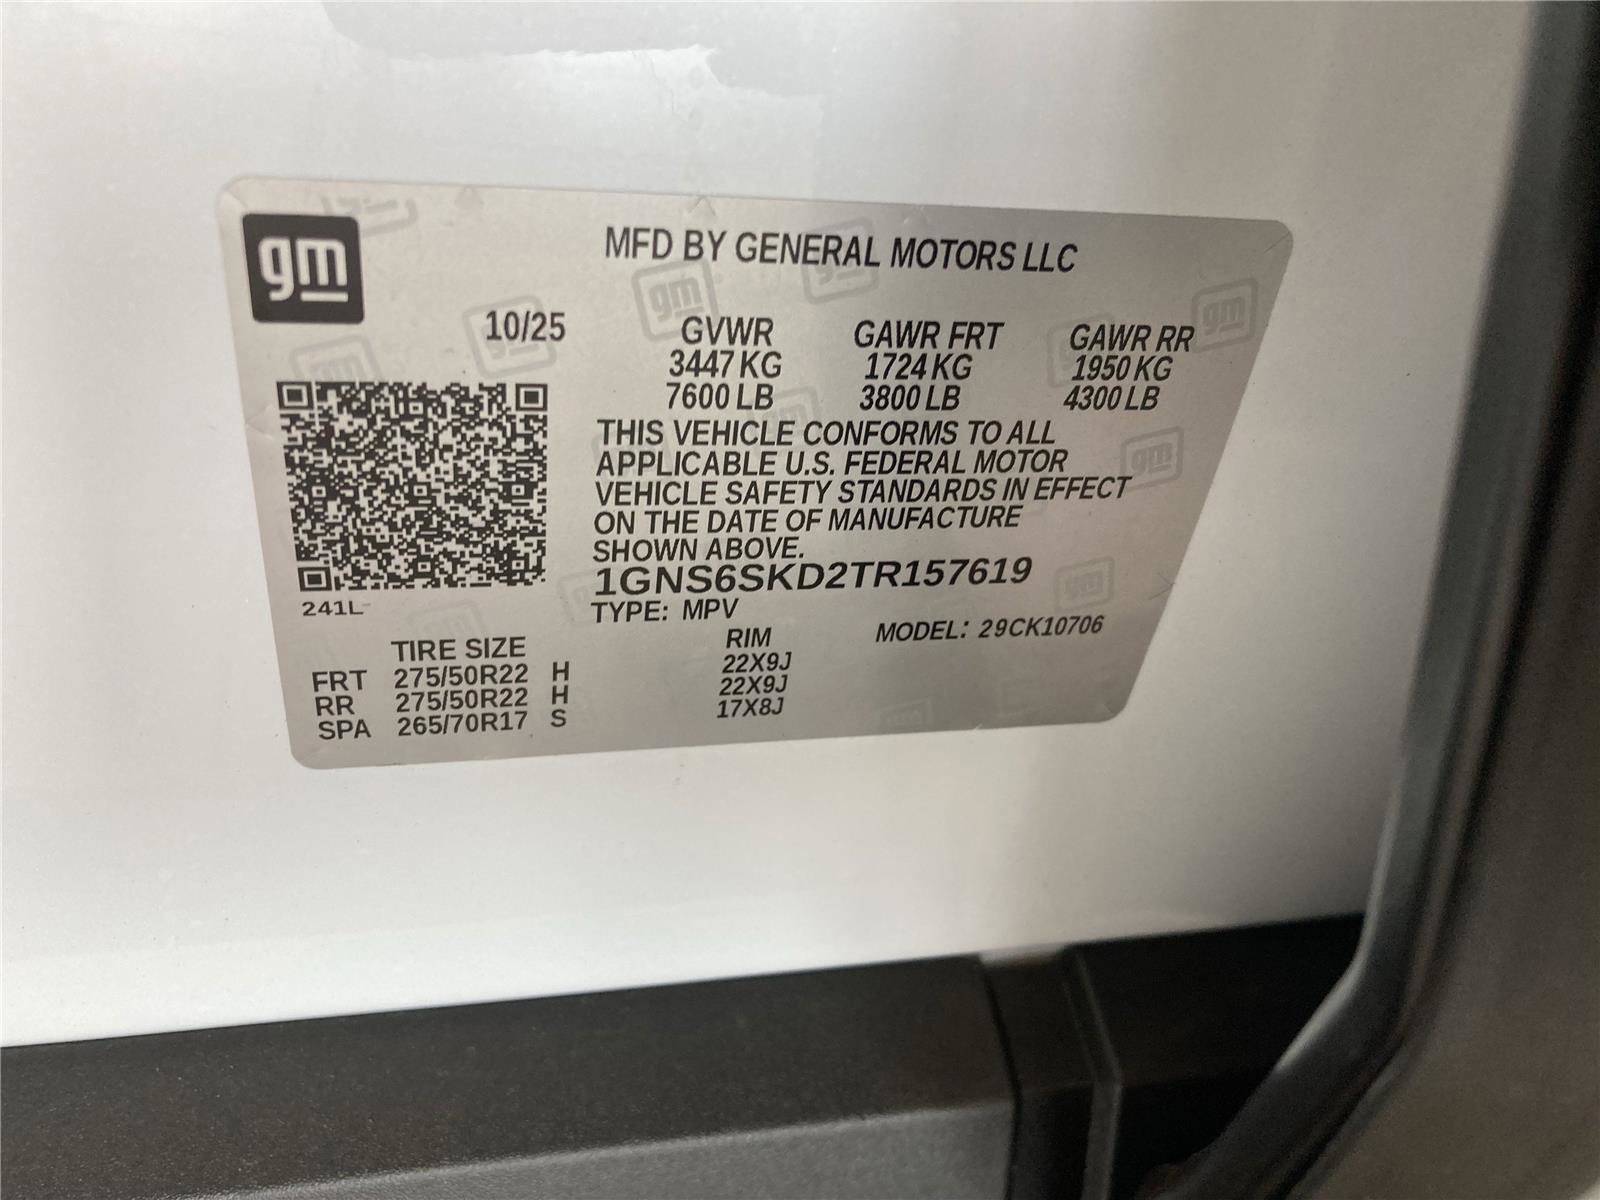 gm
MFD BY GENERAL MOTORS LLC
10/25 GVWR GAWR FRT GAWR RR
3447 KG 1724 KG 1950 KG
7600 LB 3800 LB 4300 LB
THIS VEHICLE CONFORMS TO ALL
APPLICABLE U.S. FEDERAL MOTOR
VEHICLE SAFETY STANDARDS IN EFFECT
ON THE DATE OF MANUFACTURE
SHOWN ABOVE.
1GNS6SKD2TR157619
241L
TYPE: MPV MODEL: 29CK10706
TIRE SIZE RIM
FRT 275/50R22 H 22X9J
RR 275/50R22 H 22X9J
SPA 265/70R17 S 17X8J